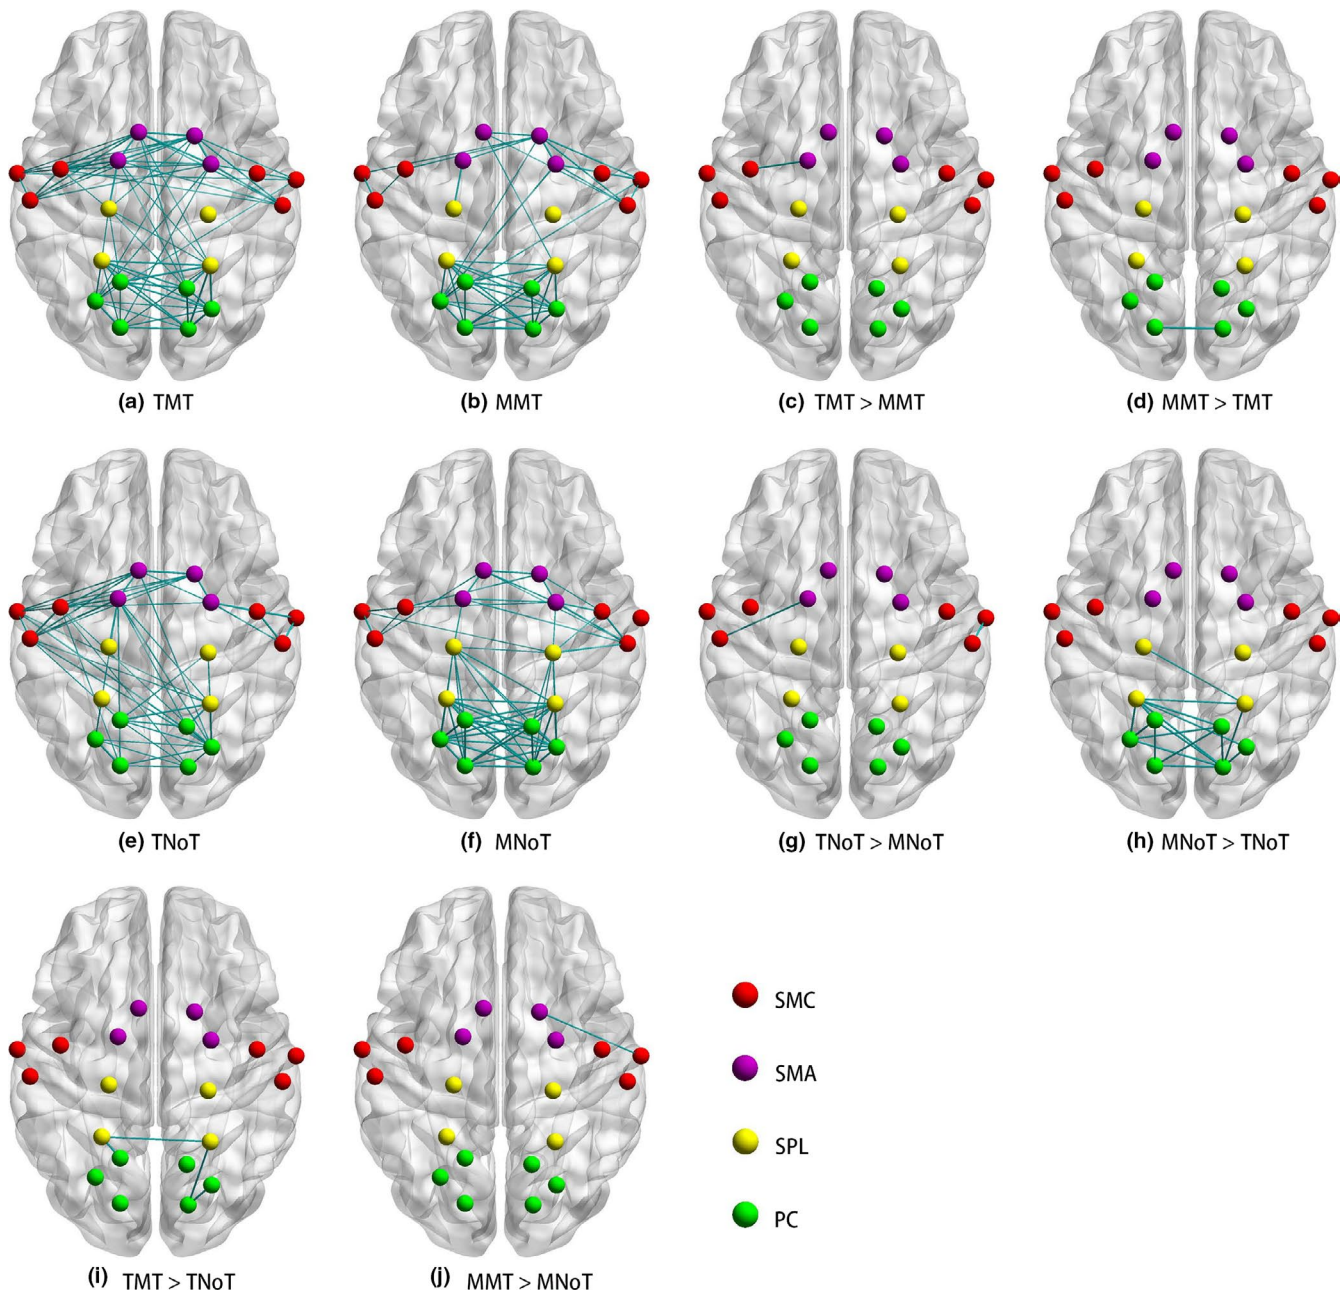 (a) TMT
(b) MMT
(c) TMT > MMT
(d) MMT > TMT
(e) TNoT
(f) MNoT
(g) TNoT > MNoT
(h) MNoT > TNoT
SMC
SMA
SPL
PC
(i) TMT > TNoT
(j) MMT > MNoT